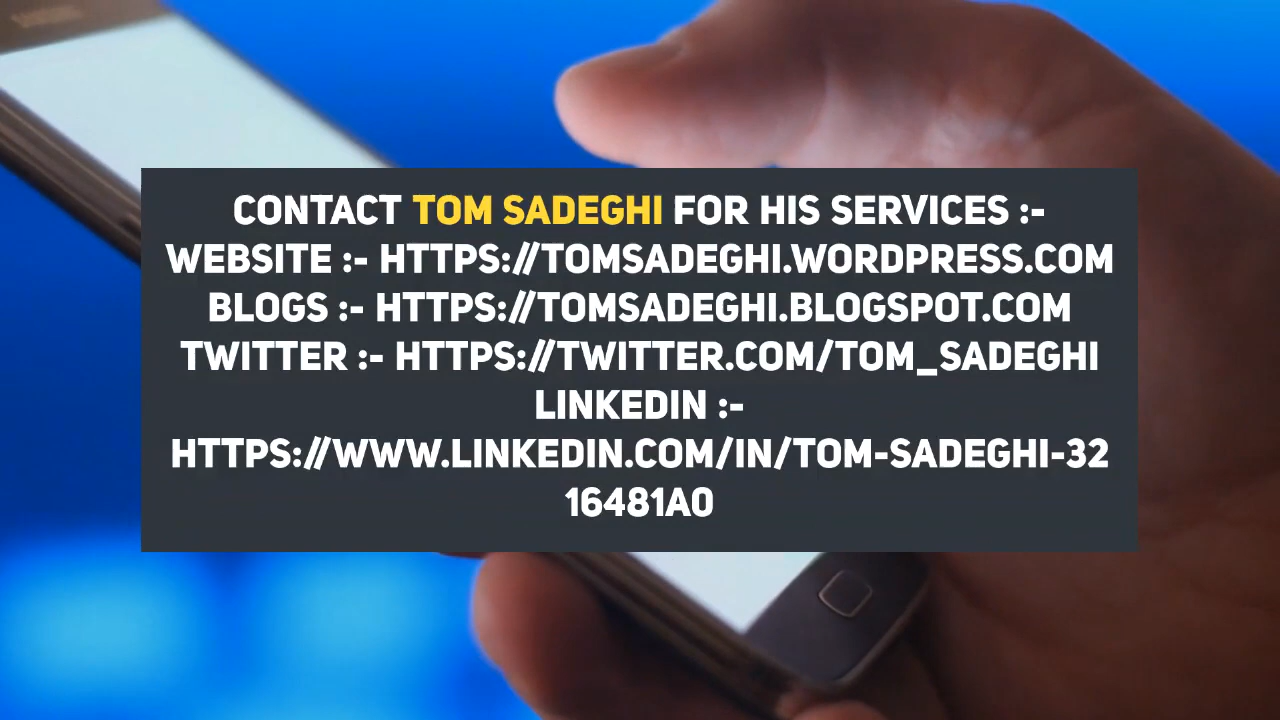 CONTACT TOM SADEGHI FOR HIS SERVICES :-
WEBSITE :- HTTPS://TOMSADEGHI.WORDPRESS.COM
BLOGS :- HTTPS://TOMSADEGHI.BLOGSPOT.COM
TWITTER :- HTTPS://TWITTER.COM/TOM_SADEGHI
LINKEDIN :-
HTTPS://WWW.LINKEDIN.COM/IN/TOM-SADEGHI-32
16481A0